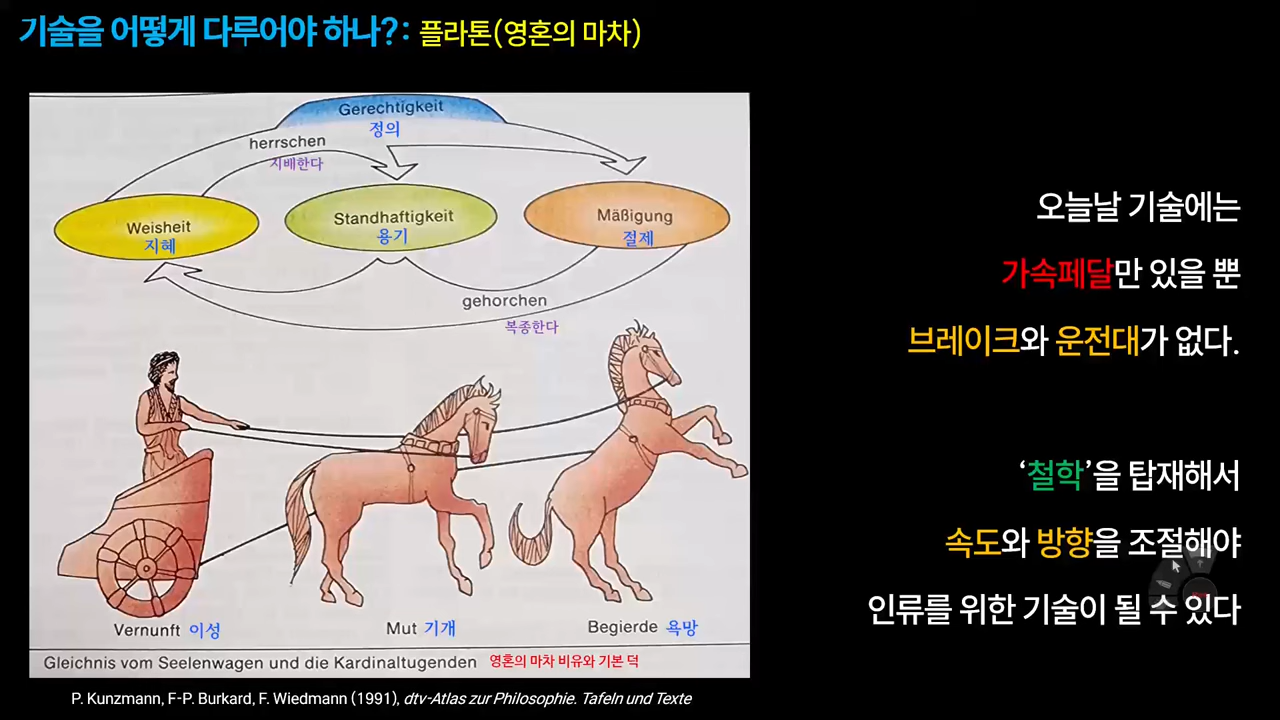 기술을 어떻게 다루어야 하나?: 플라톤(영혼의 마차)
Gerechtigkeit
정의
herrschen
지배한다
Weisheit
지혜
Standhaftigkeit
용기
Mäßigung
절제
gehorchen
복종한다
Vernunft 이성
Mut 기개
Begierde 욕망
Gleichnis vom Seelenwagen und die Kardinaltugenden 영혼의 마차 비유와 기본 덕
P. Kunzmann, F-P. Burkard, F. Wiedmann (1991), dtv-Atlas zur Philosophie. Tafeln und Texte
오늘날 기술에는
가속페달만 있을 뿐
브레이크와 운전대가 없다.
‘철학’을 탑재해서
속도와 방향을 조절해야
인류를 위한 기술이 될 수 있다